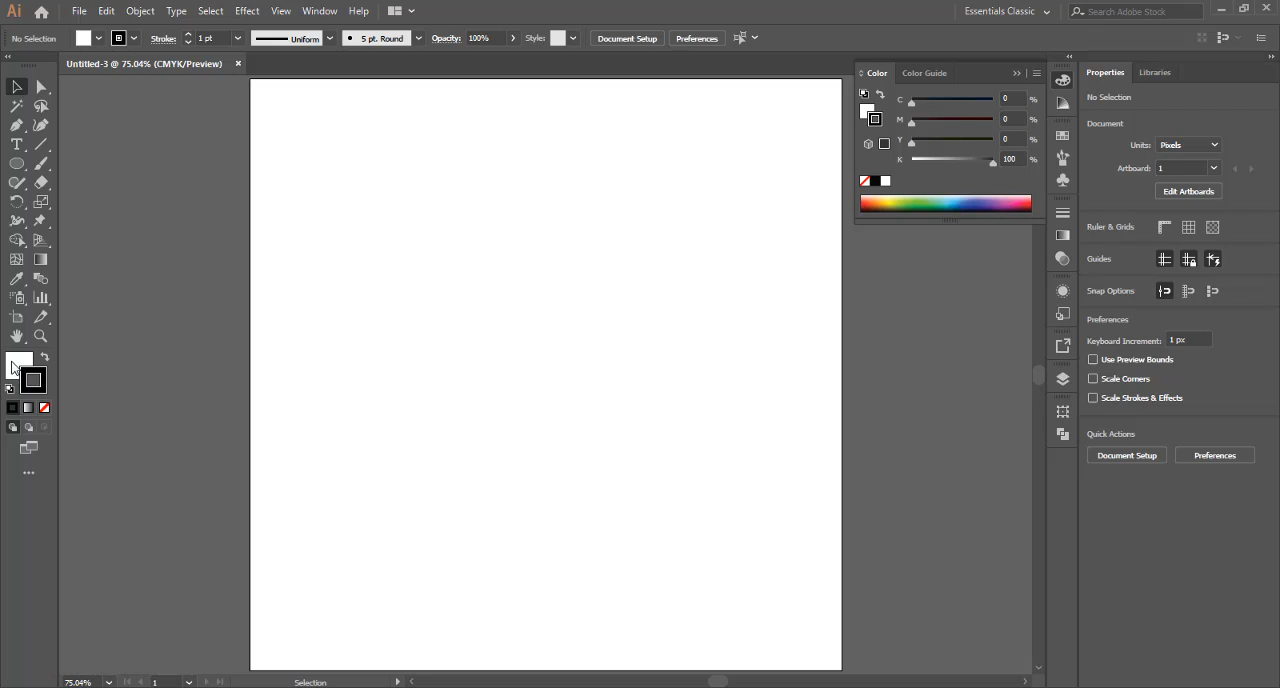 Ai File Edit Object Type Select Effect View Window Help Essentials Classic Search Adobe Stock
No Selection Stroke: 1 pt Uniform 5 pt. Round Opacity: 100% Style: Document Setup Preferences
Untitled-3 @ 75.04% (CMYK/Preview) ×
Color Color Guide
C 0 %
M 0 %
Y 0 %
K 100 %
Properties Libraries
No Selection
Document
Units: Pixels
Artboard: 1
Edit Artboards
Ruler & Grids
Guides
Snap Options
Preferences
Keyboard Increment: 1 px
Use Preview Bounds
Scale Corners
Scale Strokes & Effects
Quick Actions
Document Setup Preferences
75.04% 1 Selection